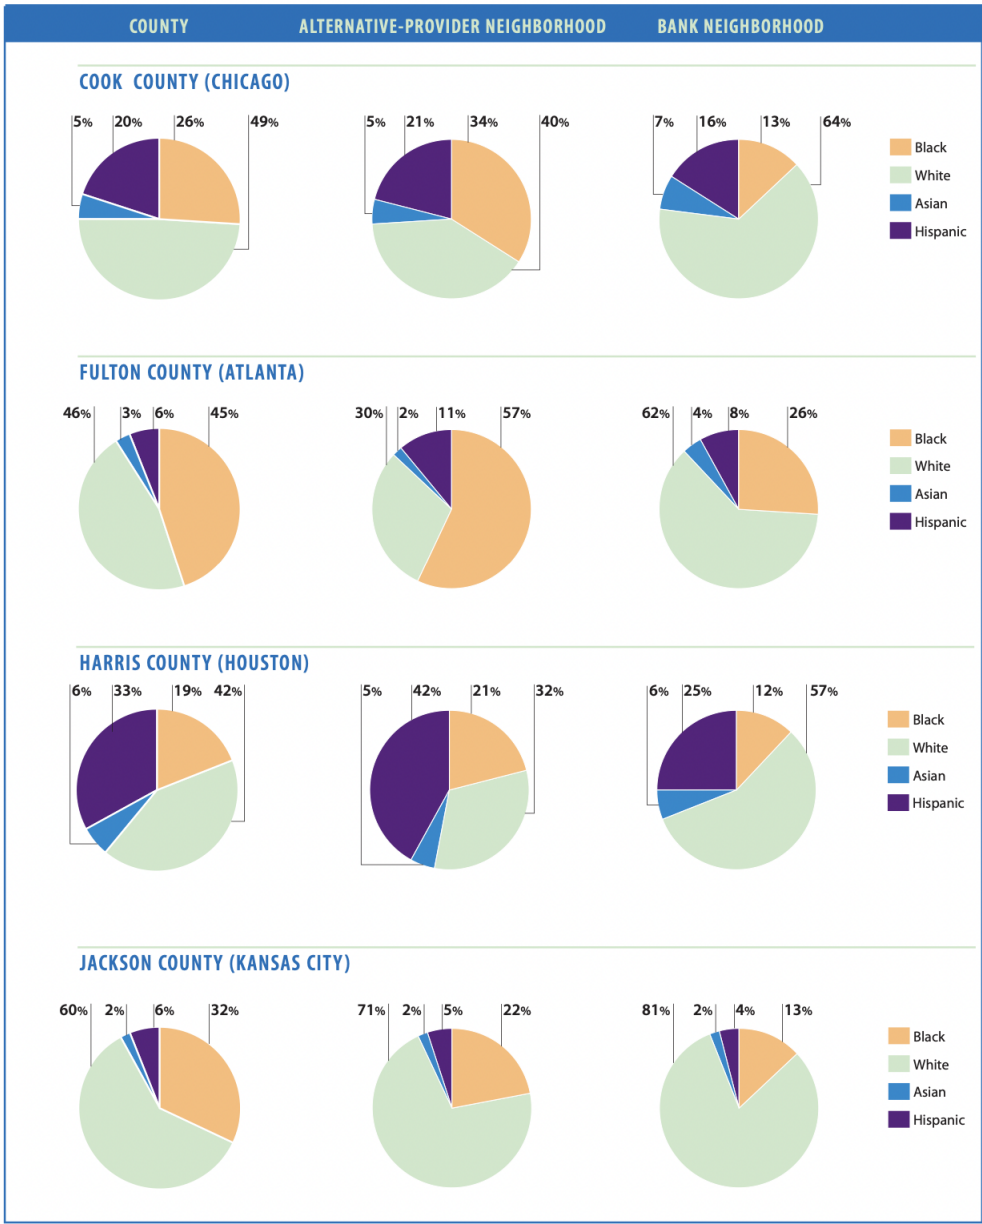 COUNTY ALTERNATIVE-PROVIDER NEIGHBORHOOD BANK NEIGHBORHOOD
COOK COUNTY (CHICAGO)
5% 20% 26% 49% 5% 21% 34% 40% 7% 16% 13% 64%
Black
White
Asian
Hispanic
FULTON COUNTY (ATLANTA)
46% 3% 6% 45% 30% 2% 11% 57% 62% 4% 8% 26%
Black
White
Asian
Hispanic
HARRIS COUNTY (HOUSTON)
6% 33% 19% 42% 5% 42% 21% 32% 6% 25% 12% 57%
Black
White
Asian
Hispanic
JACKSON COUNTY (KANSAS CITY)
60% 2% 6% 32% 71% 2% 5% 22% 81% 2% 4% 13%
Black
White
Asian
Hispanic